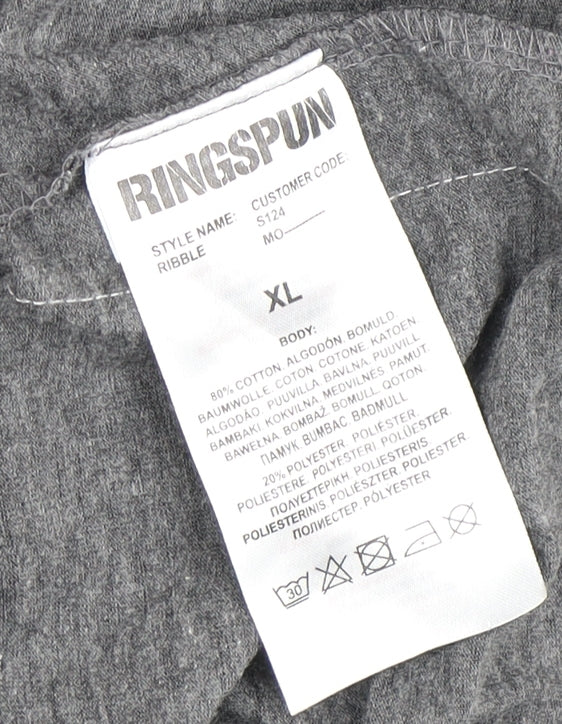 RINGSPUN
STYLE NAME: CUSTOMER CODE:
RIBBLE S124
MO
XL
BODY:
80% COTTON. ALGODÓN. BOMULD.
BAUMWOLLE. COTON. COTONE. KATOEN
ALGODÃO. PUUVILLA. BAVLNA. PUUVILL
BAMBAKI KOKVILNA. MEDVILNĖS PAMUT.
BAWEŁNA. BOMBAŽ. BOMULL. QOTON.
ПАМУК. BUMBAC. BADMULL
20% POLYESTER. POLIÉSTER.
POLIESTERE. POLYESTERI. POLÜESTER.
ΠΟΛΥΕΣΤΕΡΙΚΗ POLIESTERIS
POLIESTERINIS. POLIÉSZTER. POLIESTER.
ПОЛИЕСТЕР. PÓLÝESTER
30